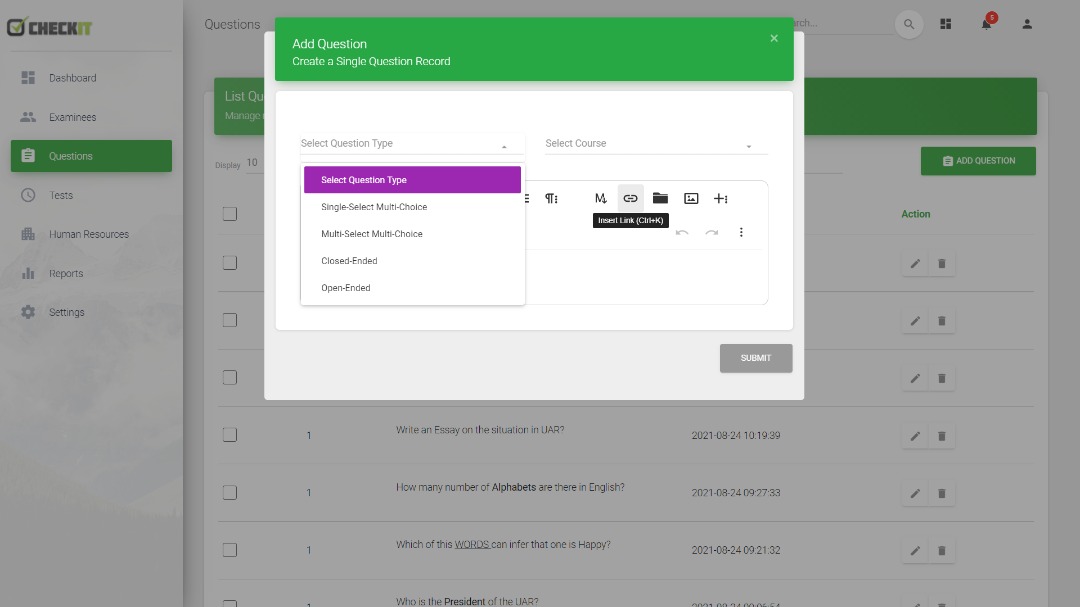 CHECKIT
Dashboard
Examinees
Questions
Tests
Human Resources
Reports
Settings
Questions
5
List Qu
Manage
Display 10
ADD QUESTION
Action
Add Question
×
Create a Single Question Record
Select Question Type
Select Course
Select Question Type
Single-Select Multi-Choice
Multi-Select Multi-Choice
Closed-Ended
Open-Ended
Insert Link (Ctrl+K)
SUBMIT
1 Write an Essay on the situation in UAR? 2021-08-24 10:19:39
1 How many number of Alphabets are there in English? 2021-08-24 09:27:33
1 Which of this WORDS can infer that one is Happy? 2021-08-24 09:21:32
Who is the President of the UAR?